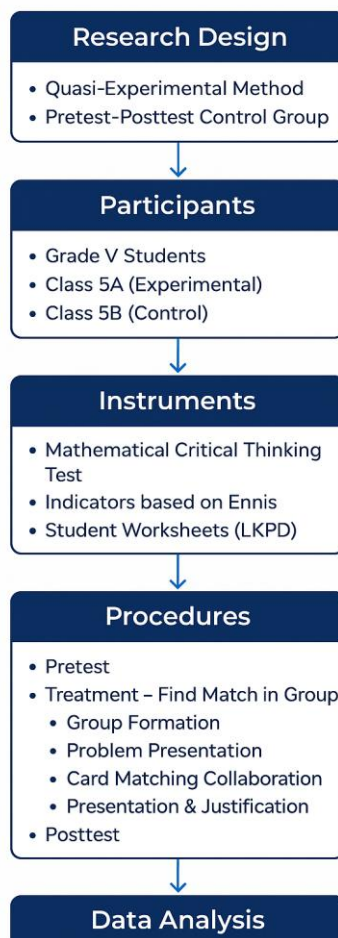 Research Design
• Quasi-Experimental Method
• Pretest-Posttest Control Group
Participants
• Grade V Students
• Class 5A (Experimental)
• Class 5B (Control)
Instruments
• Mathematical Critical Thinking
Test
• Indicators based on Ennis
• Student Worksheets (LKPD)
Procedures
• Pretest
• Treatment – Find Match in Group
• Group Formation
• Problem Presentation
• Card Matching Collaboration
• Presentation & Justification
• Posttest
Data Analysis